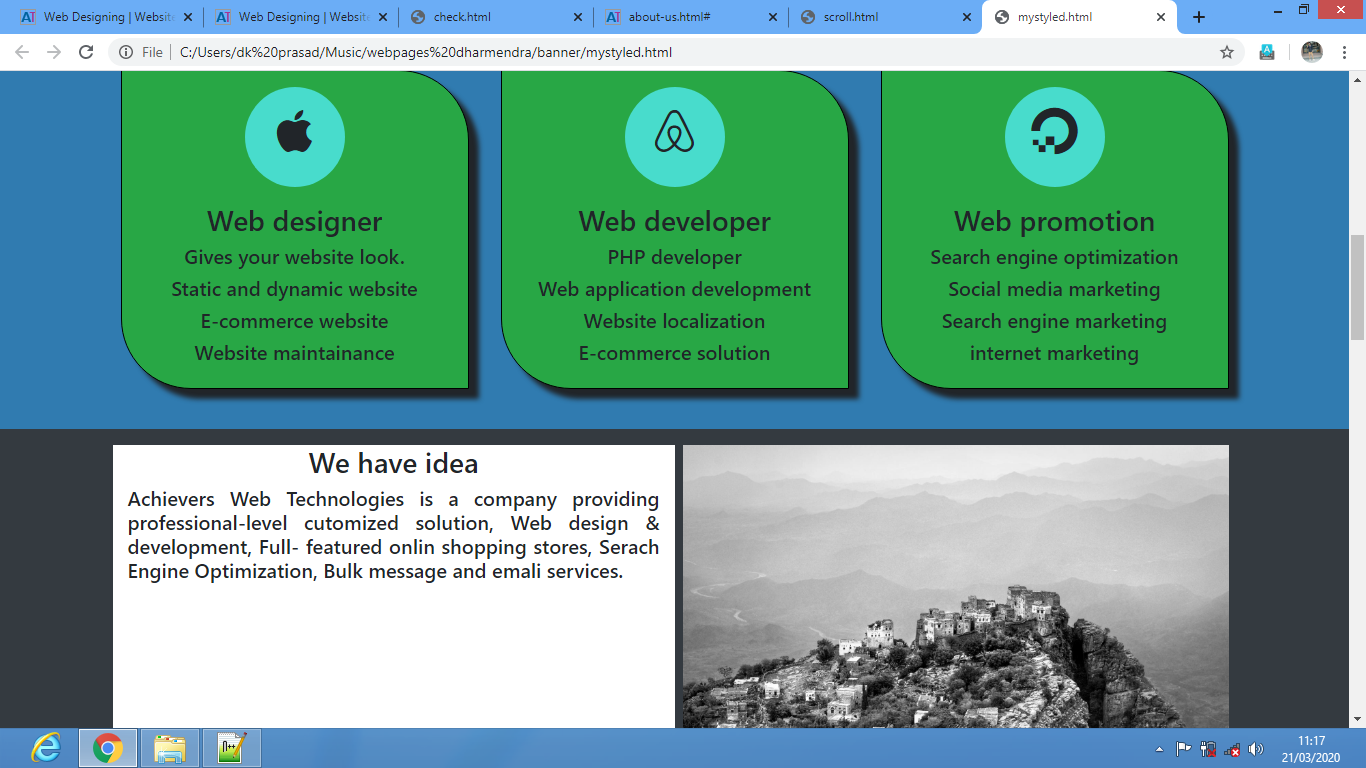 Web Designing | Website
Web Designing | Website
check.html
about-us.html#
scroll.html
mystyled.html
File
C:/Users/dk%20prasad/Music/webpages%20dharmendra/banner/mystyled.html
Web designer
Gives your website look.
Static and dynamic website
E-commerce website
Website maintainance
Web developer
PHP developer
Web application development
Website localization
E-commerce solution
Web promotion
Search engine optimization
Social media marketing
Search engine marketing
internet marketing
We have idea
Achievers Web Technologies is a company providing
professional-level cutomized solution, Web design &
development, Full- featured onlin shopping stores, Serach
Engine Optimization, Bulk message and emali services.
11:17
21/03/2020